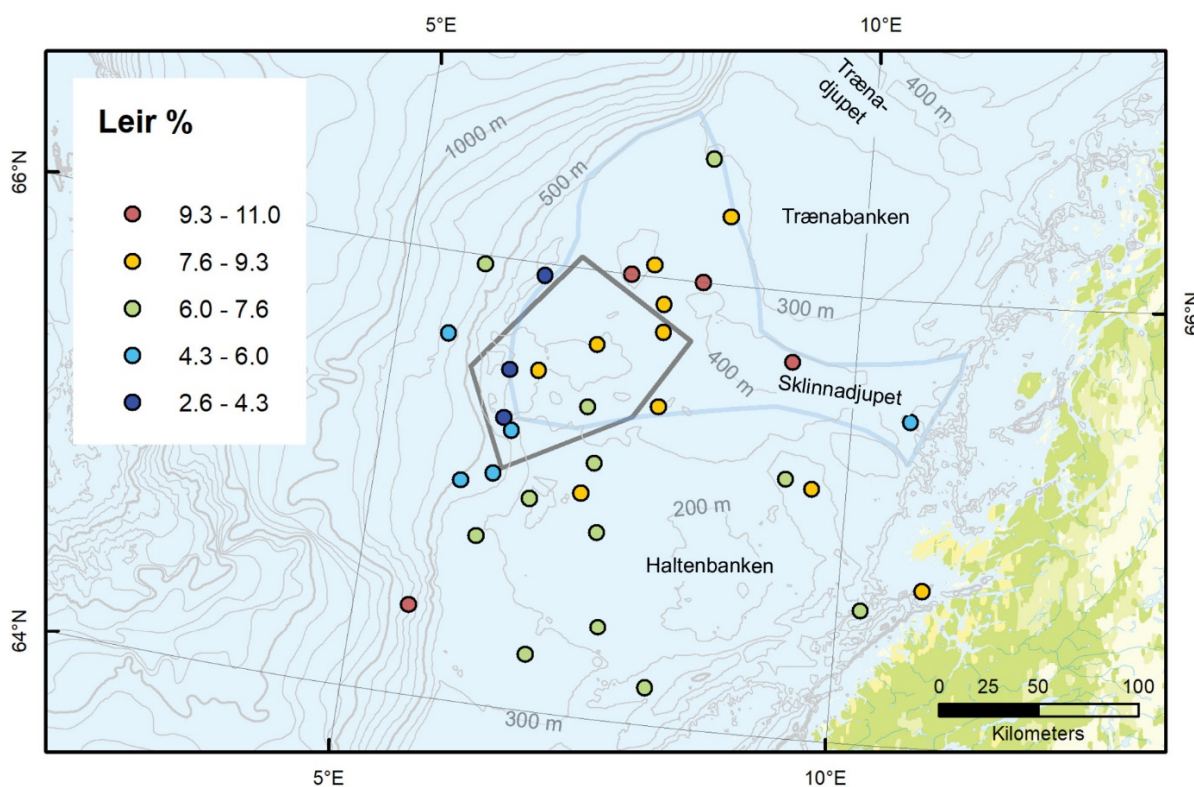 5°E
10°E
Leir %
9.3 - 11.0
7.6 - 9.3
6.0 - 7.6
4.3 - 6.0
2.6 - 4.3
1000 m
500 m
Træna-
djupet
400 m
66°N
Trænabanken
300 m
66°N
400 m
Sklinnadjupet
200 m
Haltenbanken
64°N
300 m
0 25 50 100
Kilometers
5°E
10°E